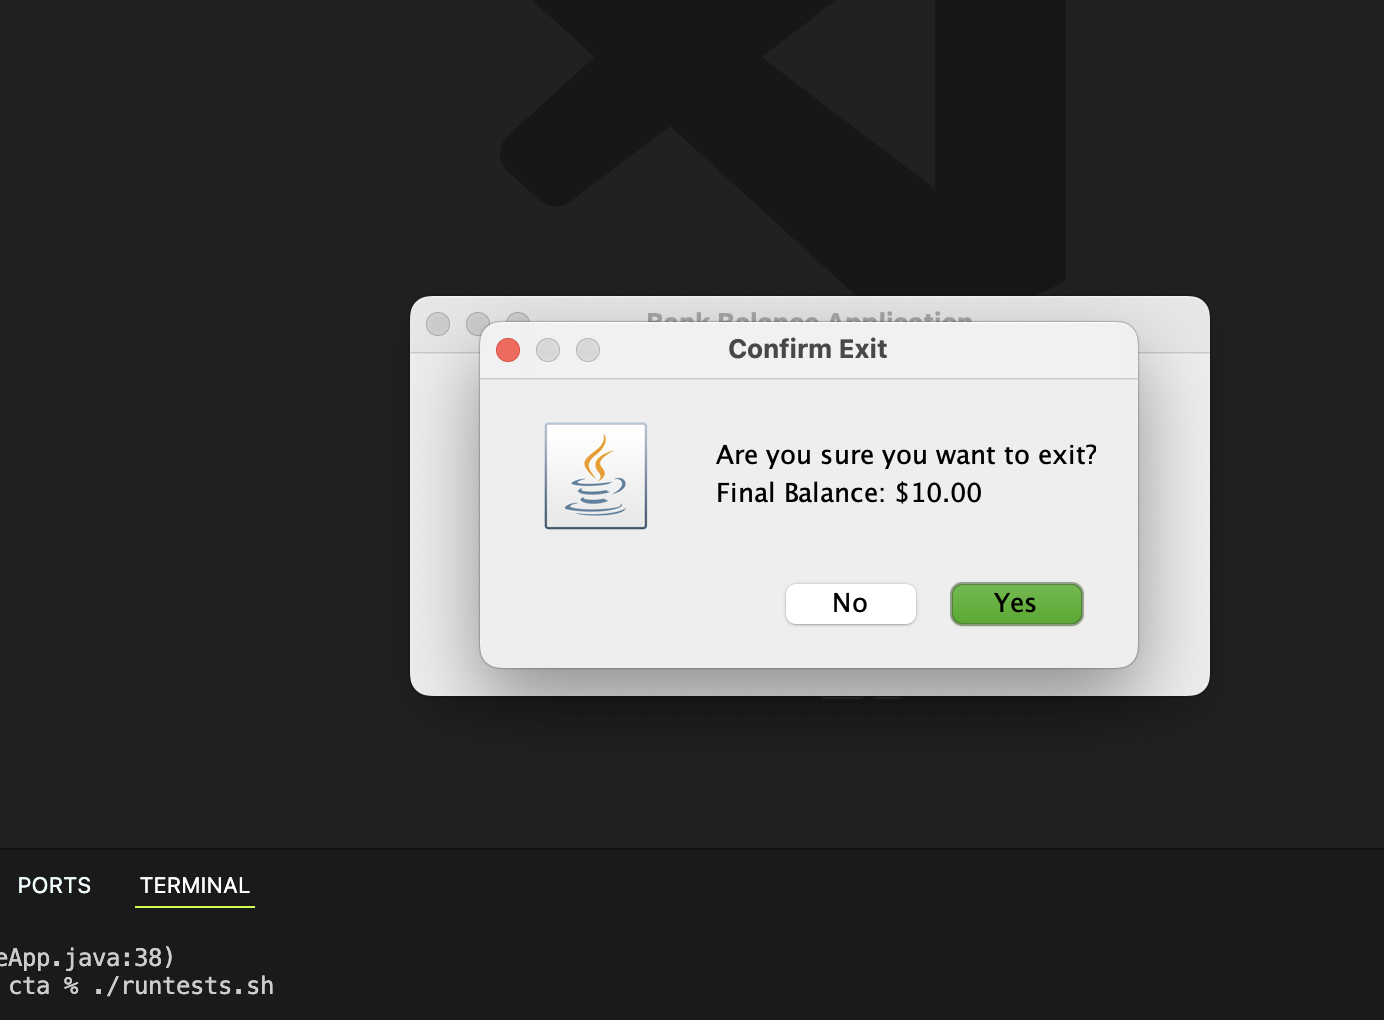 Bank Balance Application
Confirm Exit
Are you sure you want to exit?
Final Balance: $10.00
No
Yes
PORTS
TERMINAL
eApp.java:38)
cta % ./runtests.sh